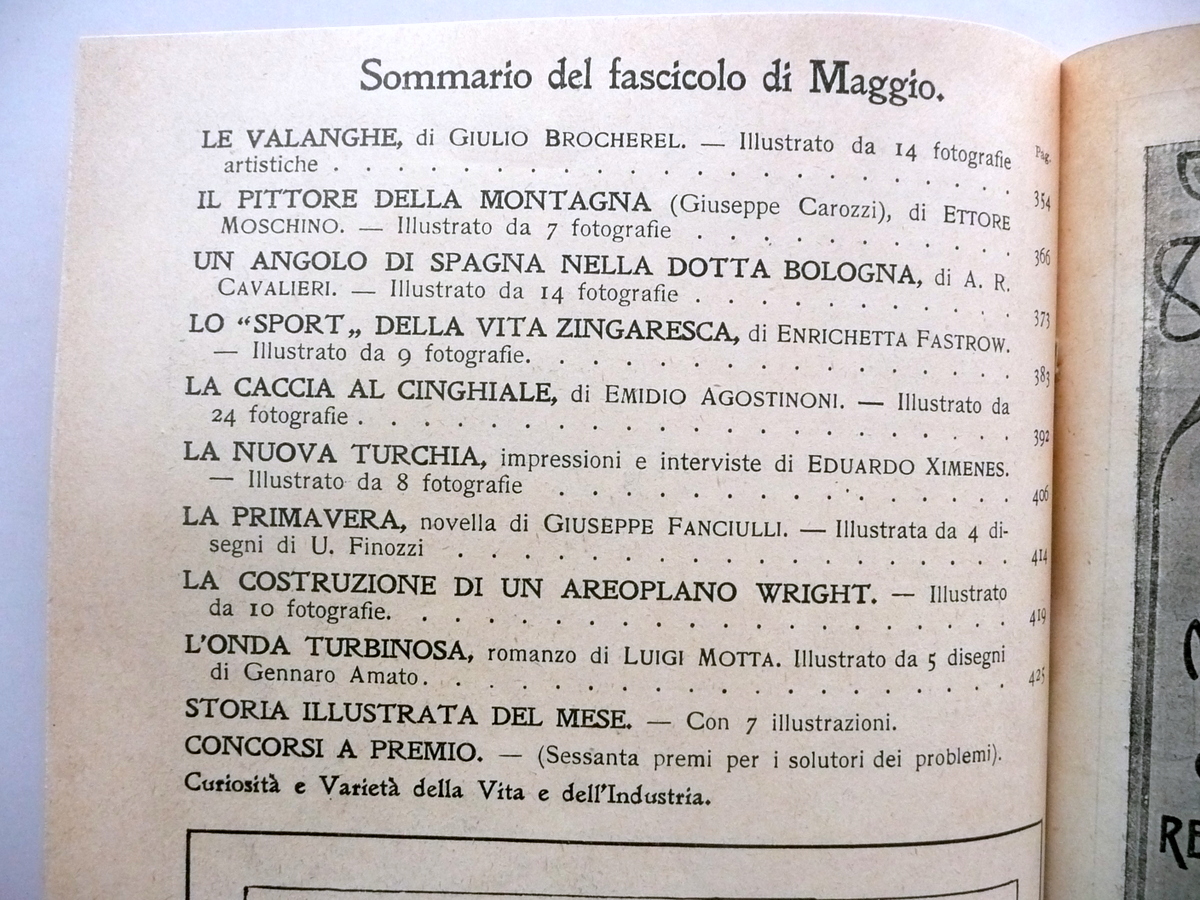 Sommario del fascicolo di Maggio.
Pag.
LE VALANGHE, di GIULIO BROCHEREL. — Illustrato da 14 fotografie
artistiche . . . . . . . . . . . . . . . . . . . 354
IL PITTORE DELLA MONTAGNA (Giuseppe Carozzi), di ETTORE
MOSCHINO. — Illustrato da 7 fotografie . . . . . . . . . 366
UN ANGOLO DI SPAGNA NELLA DOTTA BOLOGNA, di A. R.
CAVALIERI. — Illustrato da 14 fotografie . . . . . . . . . 373
LO “SPORT„ DELLA VITA ZINGARESCA, di ENRICHETTA FASTROW.
— Illustrato da 9 fotografie. . . . . . . . . . . . . . 383
LA CACCIA AL CINGHIALE, di EMIDIO AGOSTINONI. — Illustrato da
24 fotografie . . . . . . . . . . . . . . . . . . 392
LA NUOVA TURCHIA, impressioni e interviste di EDUARDO XIMENES.
— Illustrato da 8 fotografie . . . . . . . . . . . . . 406
LA PRIMAVERA, novella di GIUSEPPE FANCIULLI. — Illustrata da 4 di-
segni di U. Finozzi . . . . . . . . . . . . . . . . 414
LA COSTRUZIONE DI UN AREOPLANO WRIGHT. — Illustrato
da 10 fotografie. . . . . . . . . . . . . . . . . . 419
L'ONDA TURBINOSA, romanzo di LUIGI MOTTA. Illustrato da 5 disegni
di Gennaro Amato. . . . . . . . . . . . . . . . . 425
STORIA ILLUSTRATA DEL MESE. — Con 7 illustrazioni.
CONCORSI A PREMIO. — (Sessanta premi per i solutori dei problemi).
Curiosità e Varietà della Vita e dell'Industria.
RE